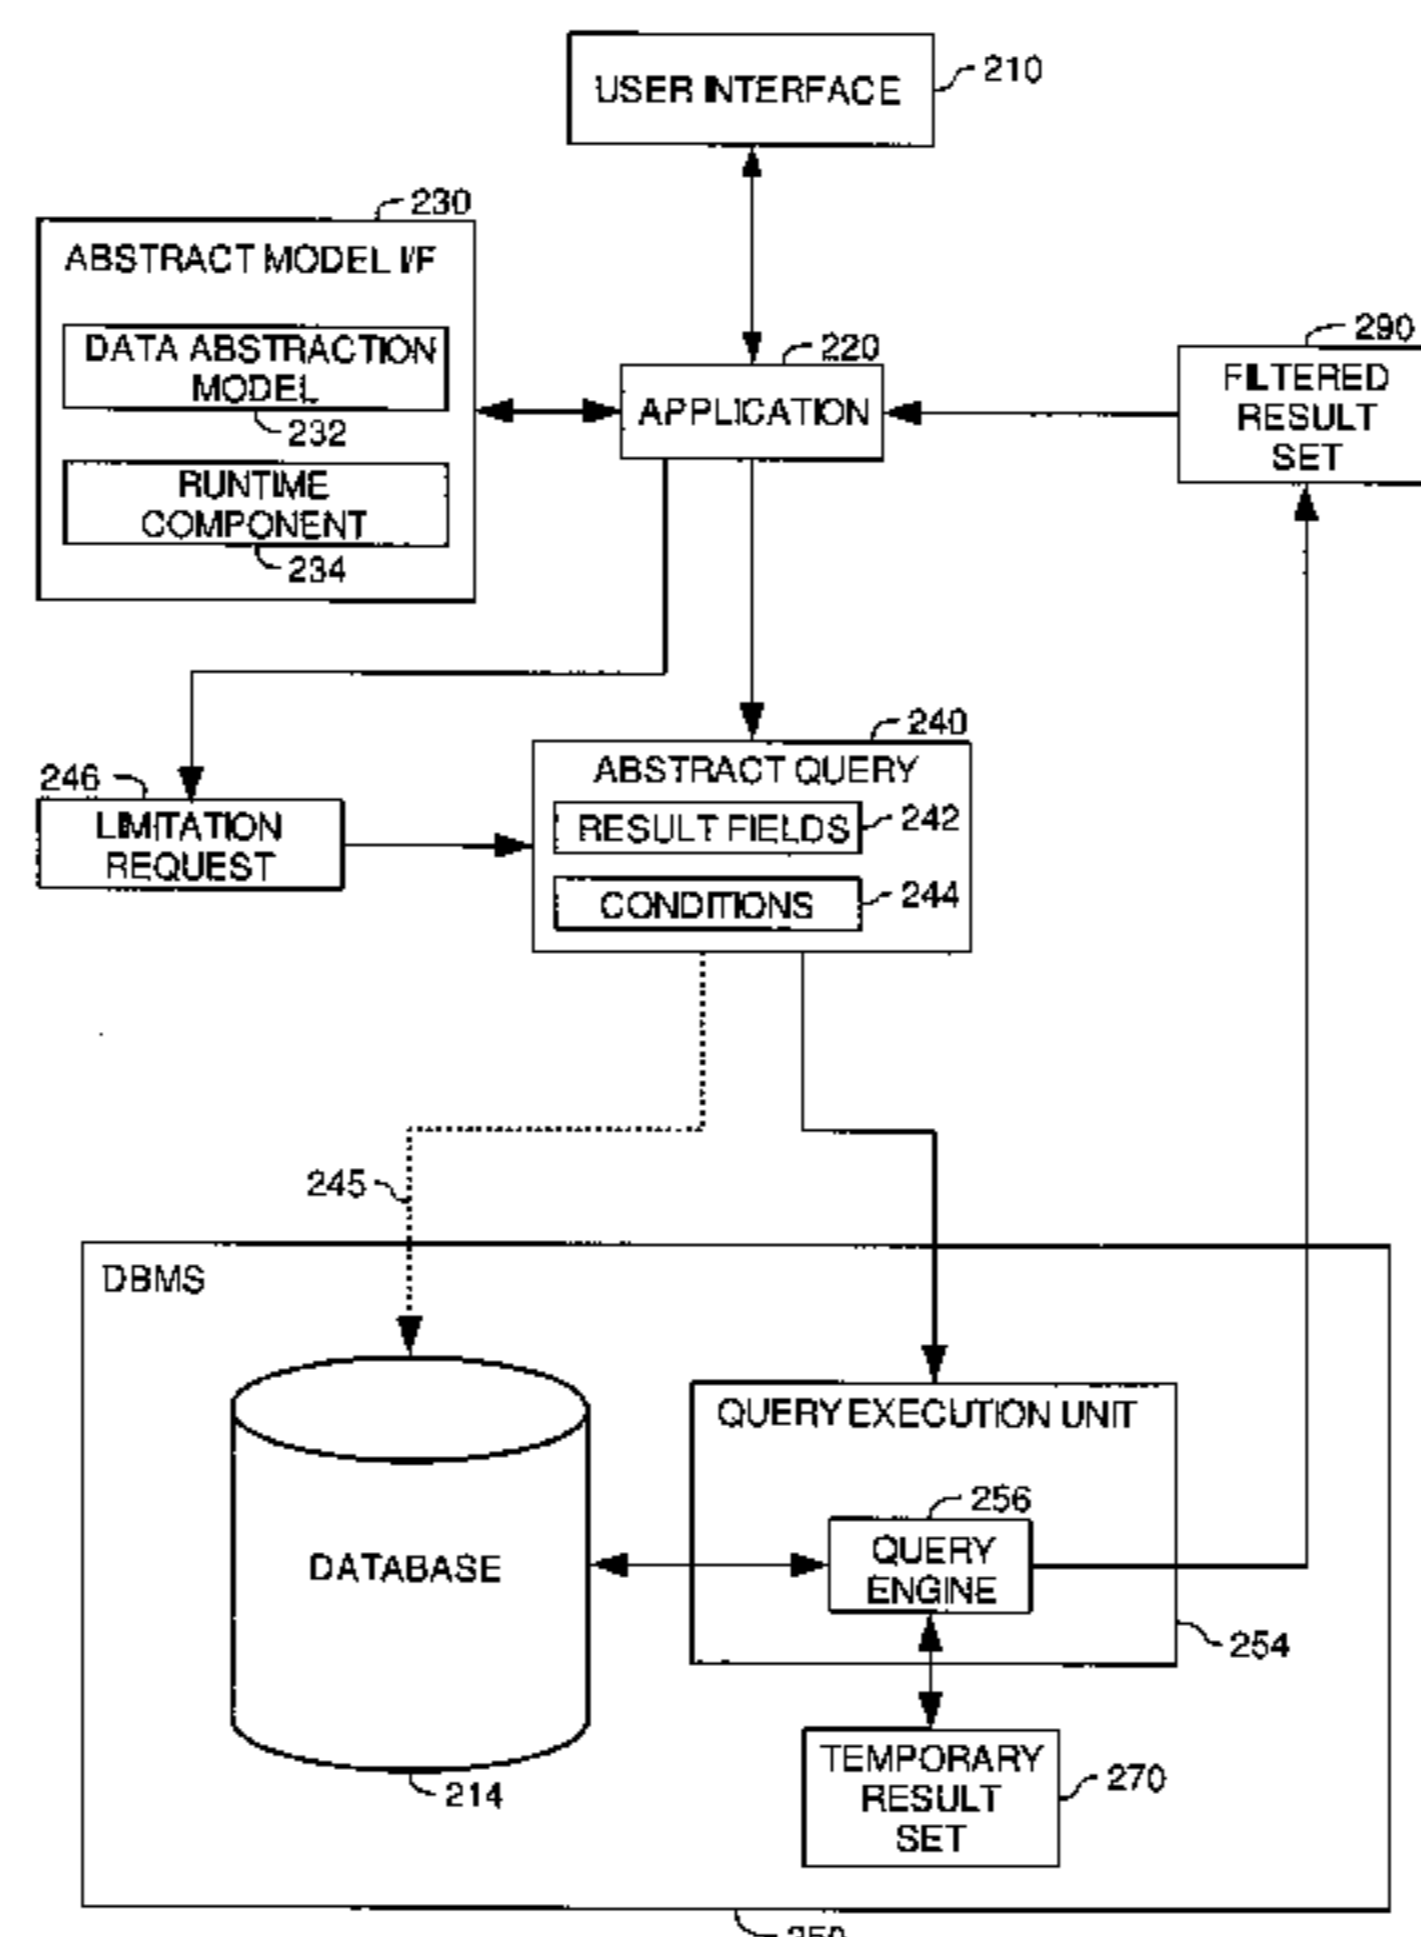 USER INTERFACE
210
230
ABSTRACT MODEL I/F
DATA ABSTRACTION
MODEL
232
RUNTIME
COMPONENT
234
220
APPLICATION
290
FILTERED
RESULT
SET
246
LIMITATION
REQUEST
240
ABSTRACT QUERY
RESULT FIELDS
242
CONDITIONS
244
245
DBMS
DATABASE
214
QUERY EXECUTION UNIT
256
QUERY
ENGINE
254
TEMPORARY
RESULT
SET
270